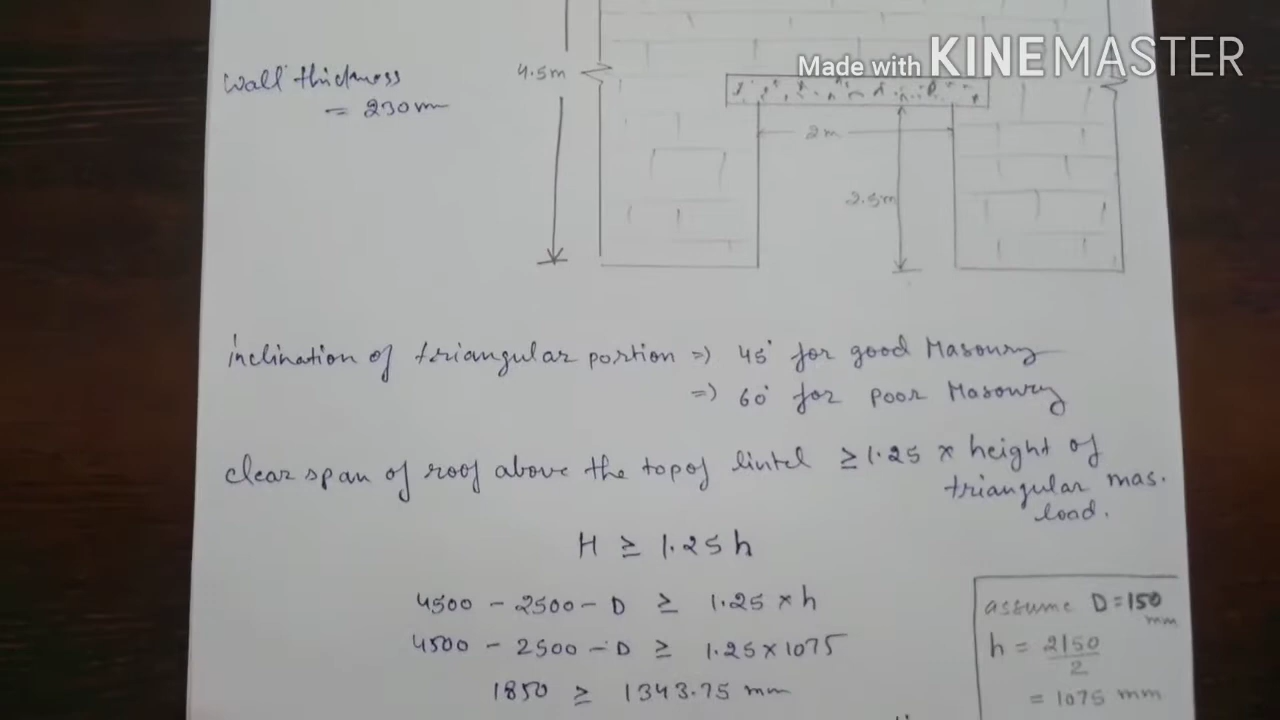 Made with KINEMASTER
Wall thickness
= 230 mm
4.5m
2m
2.5m
inclination of triangular portion => 45° for good Masonry
=> 60° for poor Masonry
clear span of roof above the top of lintel ≥ 1.25 × height of
triangular mas.
load.
H ≥ 1.25h
4500 - 2500 - D ≥ 1.25 × h
4500 - 2500 - D ≥ 1.25 × 1075
1850 ≥ 1343.75 mm
assume D = 150
mm
h = 2150
2
= 1075 mm